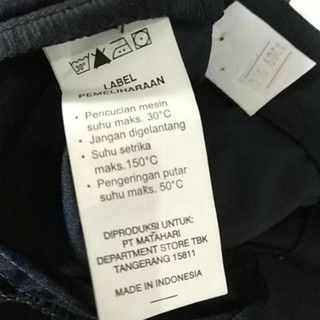 30°
LABEL
PEMELIHARAAN
• Pencucian mesin
suhu maks. 30°C
• Jangan digelantang
• Suhu setrika
maks.150°C
• Pengeringan putar
suhu maks. 50°C
DIPRODUKSI UNTUK:
PT MATAHARI
DEPARTMENT STORE TBK
TANGERANG 15811
MADE IN INDONESIA